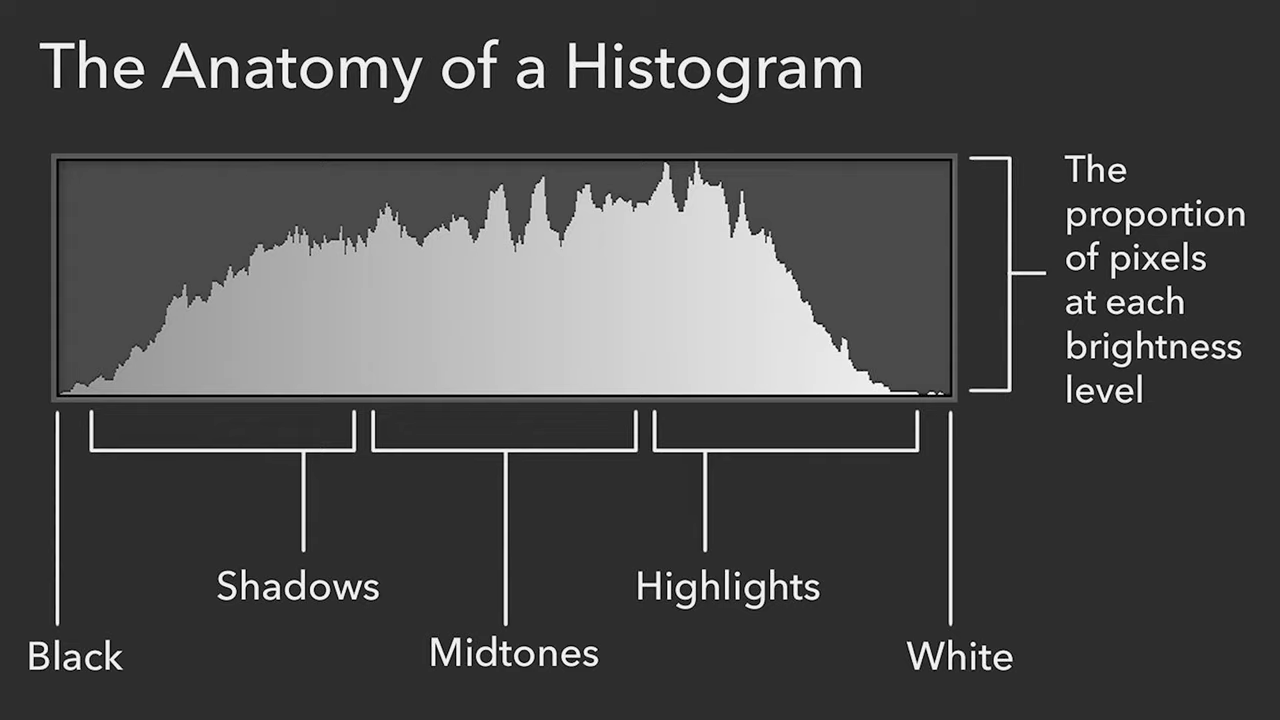 The Anatomy of a Histogram
The
proportion
of pixels
at each
brightness
level
Shadows
Highlights
Black
Midtones
White